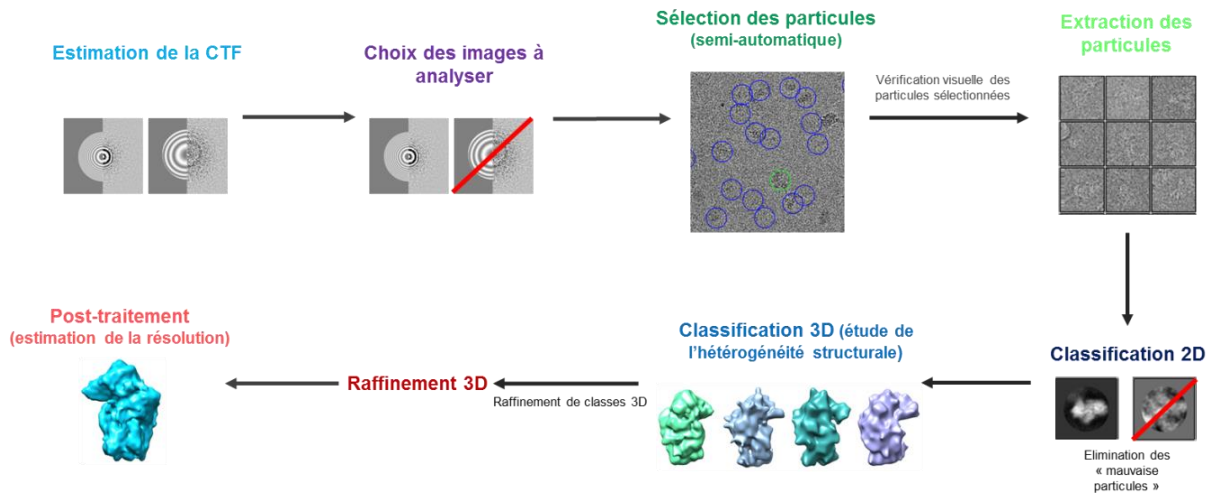 Estimation de la CTF
Choix des images à
analyser
Sélection des particules
(semi-automatique)
Vérification visuelle des
particules sélectionnées
Extraction des
particules
Classification 2D
Elimination des
« mauvaise
particules »
Classification 3D (étude de
l’hétérogénéité structurale)
Raffinement de classes 3D
Raffinement 3D
Post-traitement
(estimation de la résolution)